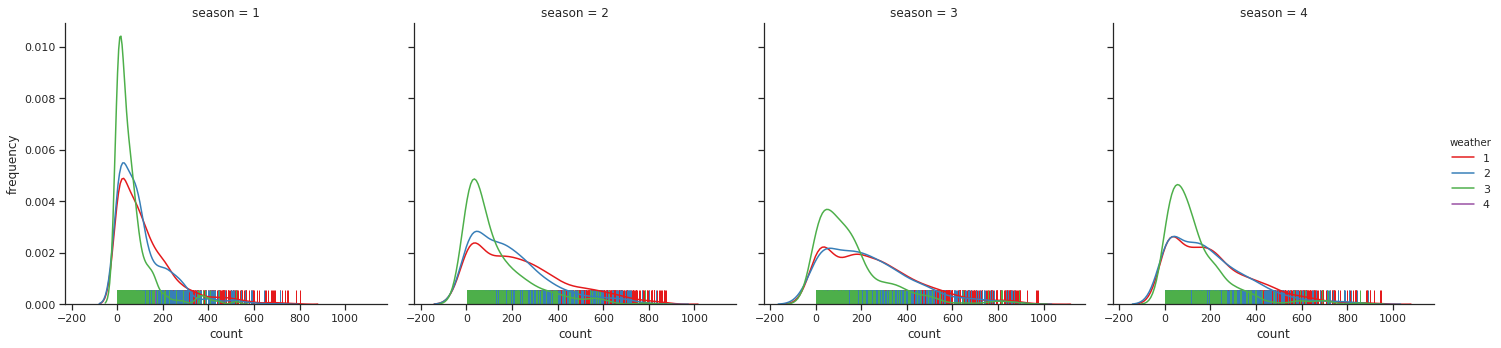 season = 1
season = 2
season = 3
season = 4
frequency
0.010
0.008
0.006
0.004
0.002
0.000
−200 0 200 400 600 800 1000
−200 0 200 400 600 800 1000
−200 0 200 400 600 800 1000
−200 0 200 400 600 800 1000
count
count
count
count
weather
1
2
3
4